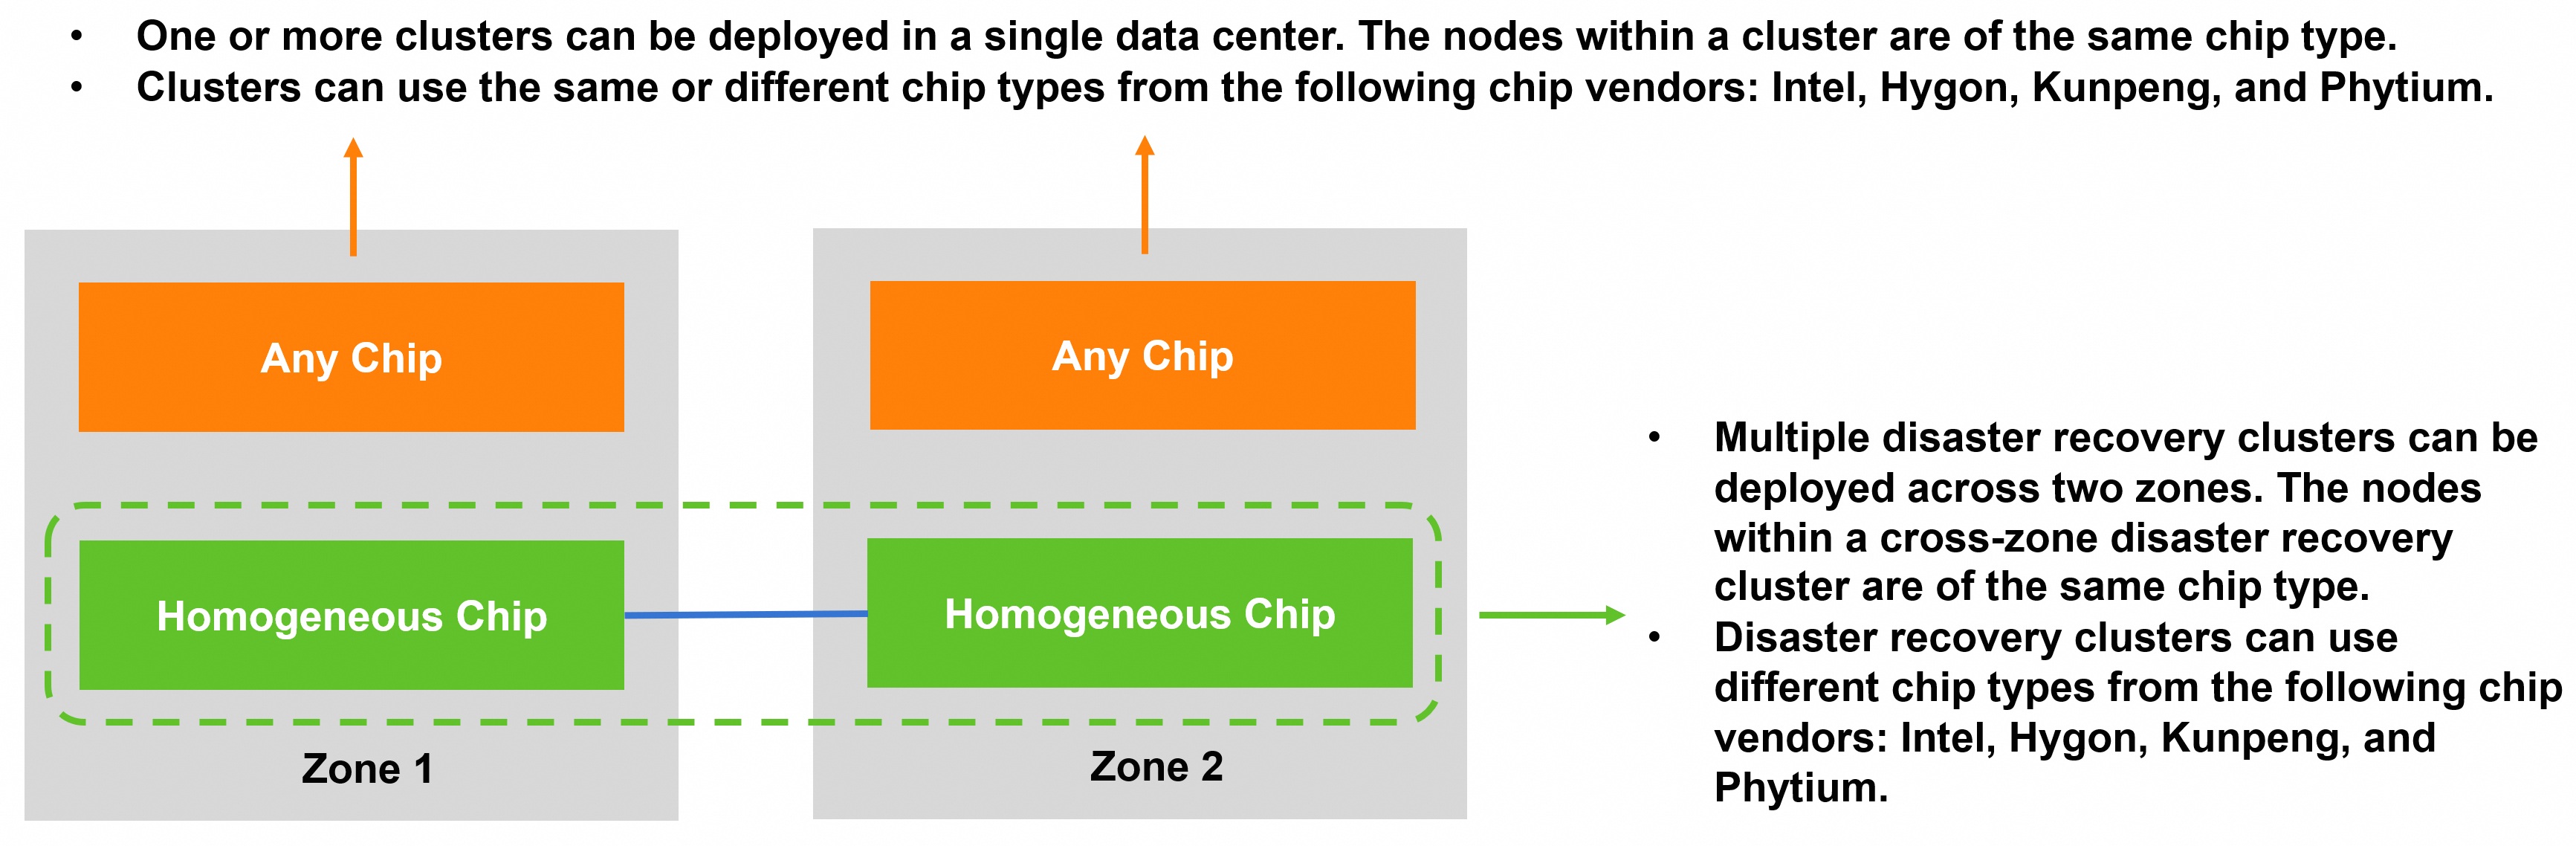 • One or more clusters can be deployed in a single data center. The nodes within a cluster are of the same chip type.
• Clusters can use the same or different chip types from the following chip vendors: Intel, Hygon, Kunpeng, and Phytium.
Any Chip
Any Chip
Homogeneous Chip
Homogeneous Chip
Zone 1
Zone 2
• Multiple disaster recovery clusters can be
deployed across two zones. The nodes
within a cross-zone disaster recovery
cluster are of the same chip type.
• Disaster recovery clusters can use
different chip types from the following chip
vendors: Intel, Hygon, Kunpeng, and
Phytium.